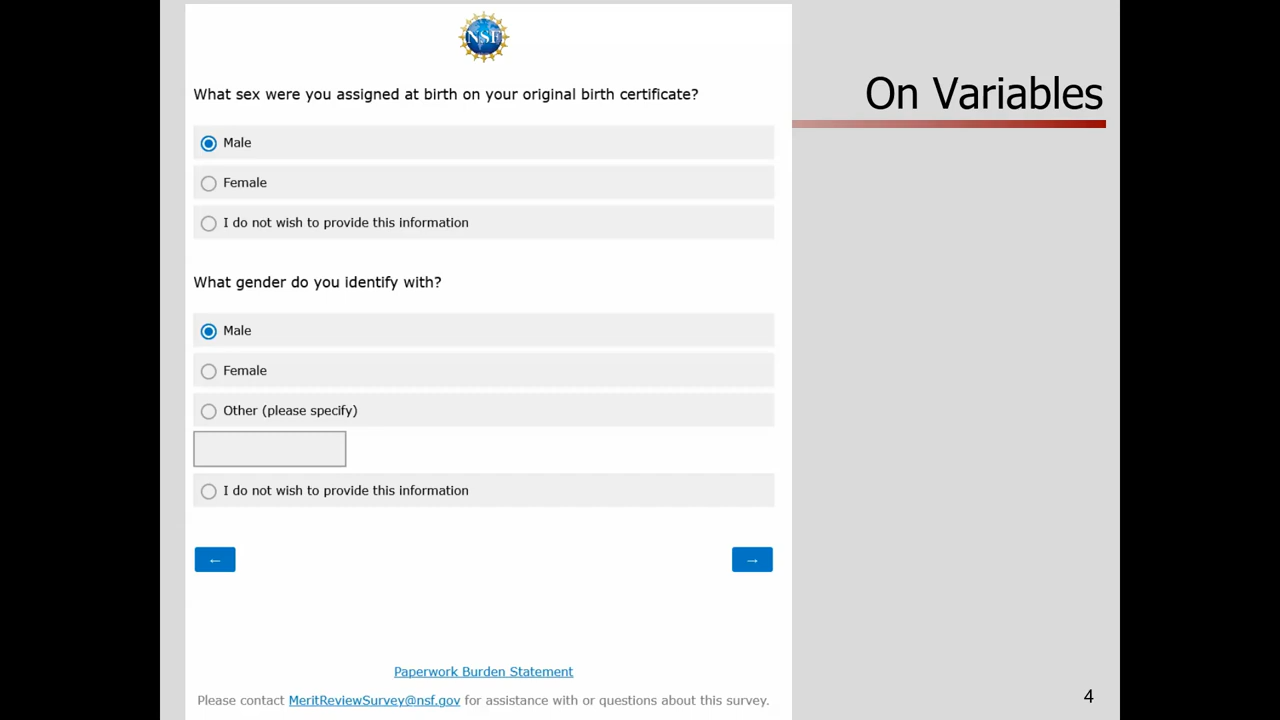 NSF
On Variables
What sex were you assigned at birth on your original birth certificate?
Male
Female
I do not wish to provide this information
What gender do you identify with?
Male
Female
Other (please specify)
I do not wish to provide this information
← →
Paperwork Burden Statement
Please contact MeritReviewSurvey@nsf.gov for assistance with or questions about this survey.
4